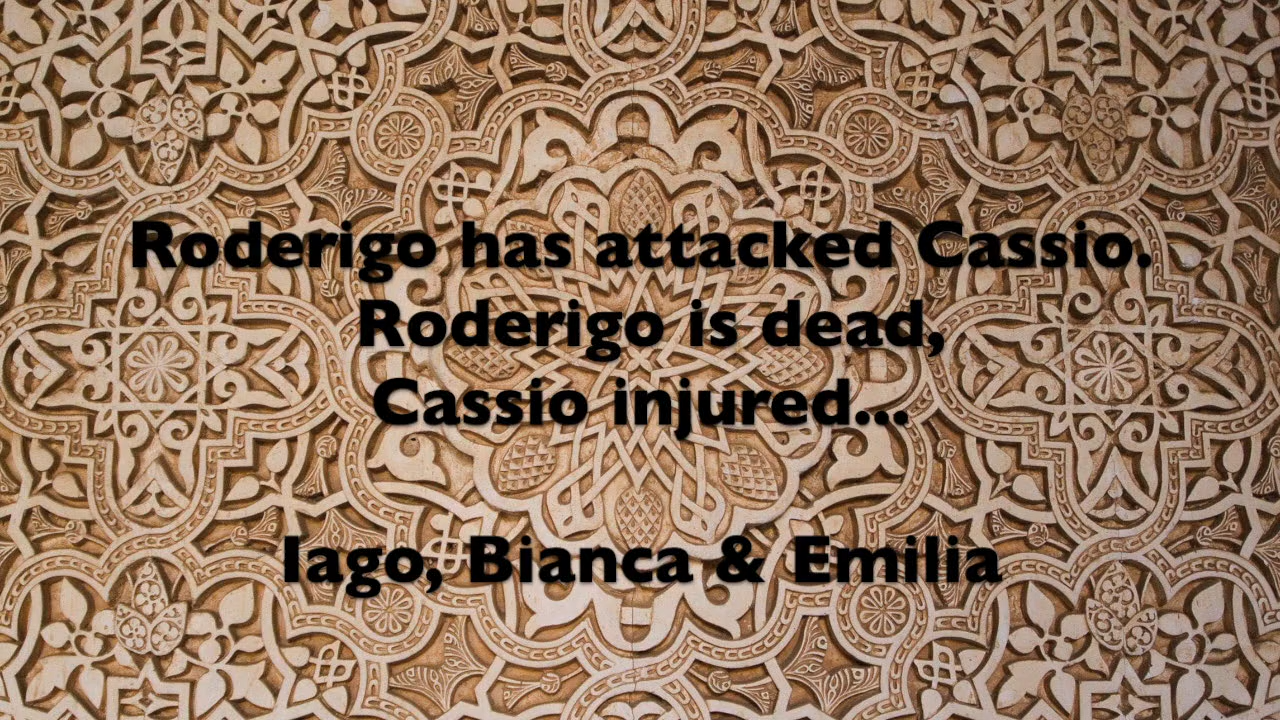 Roderigo has attacked Cassio.
Roderigo is dead,
Cassio injured...
Iago, Bianca & Emilia